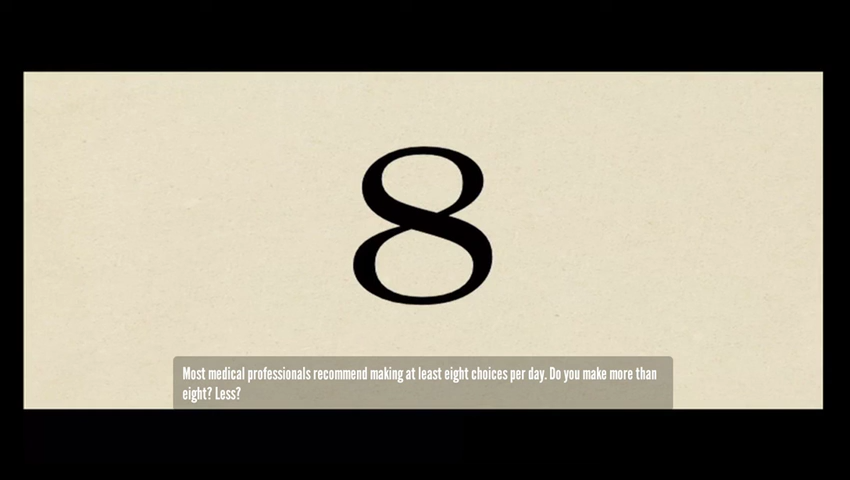 8
Most medical professionals recommend making at least eight choices per day. Do you make more than
eight? Less?